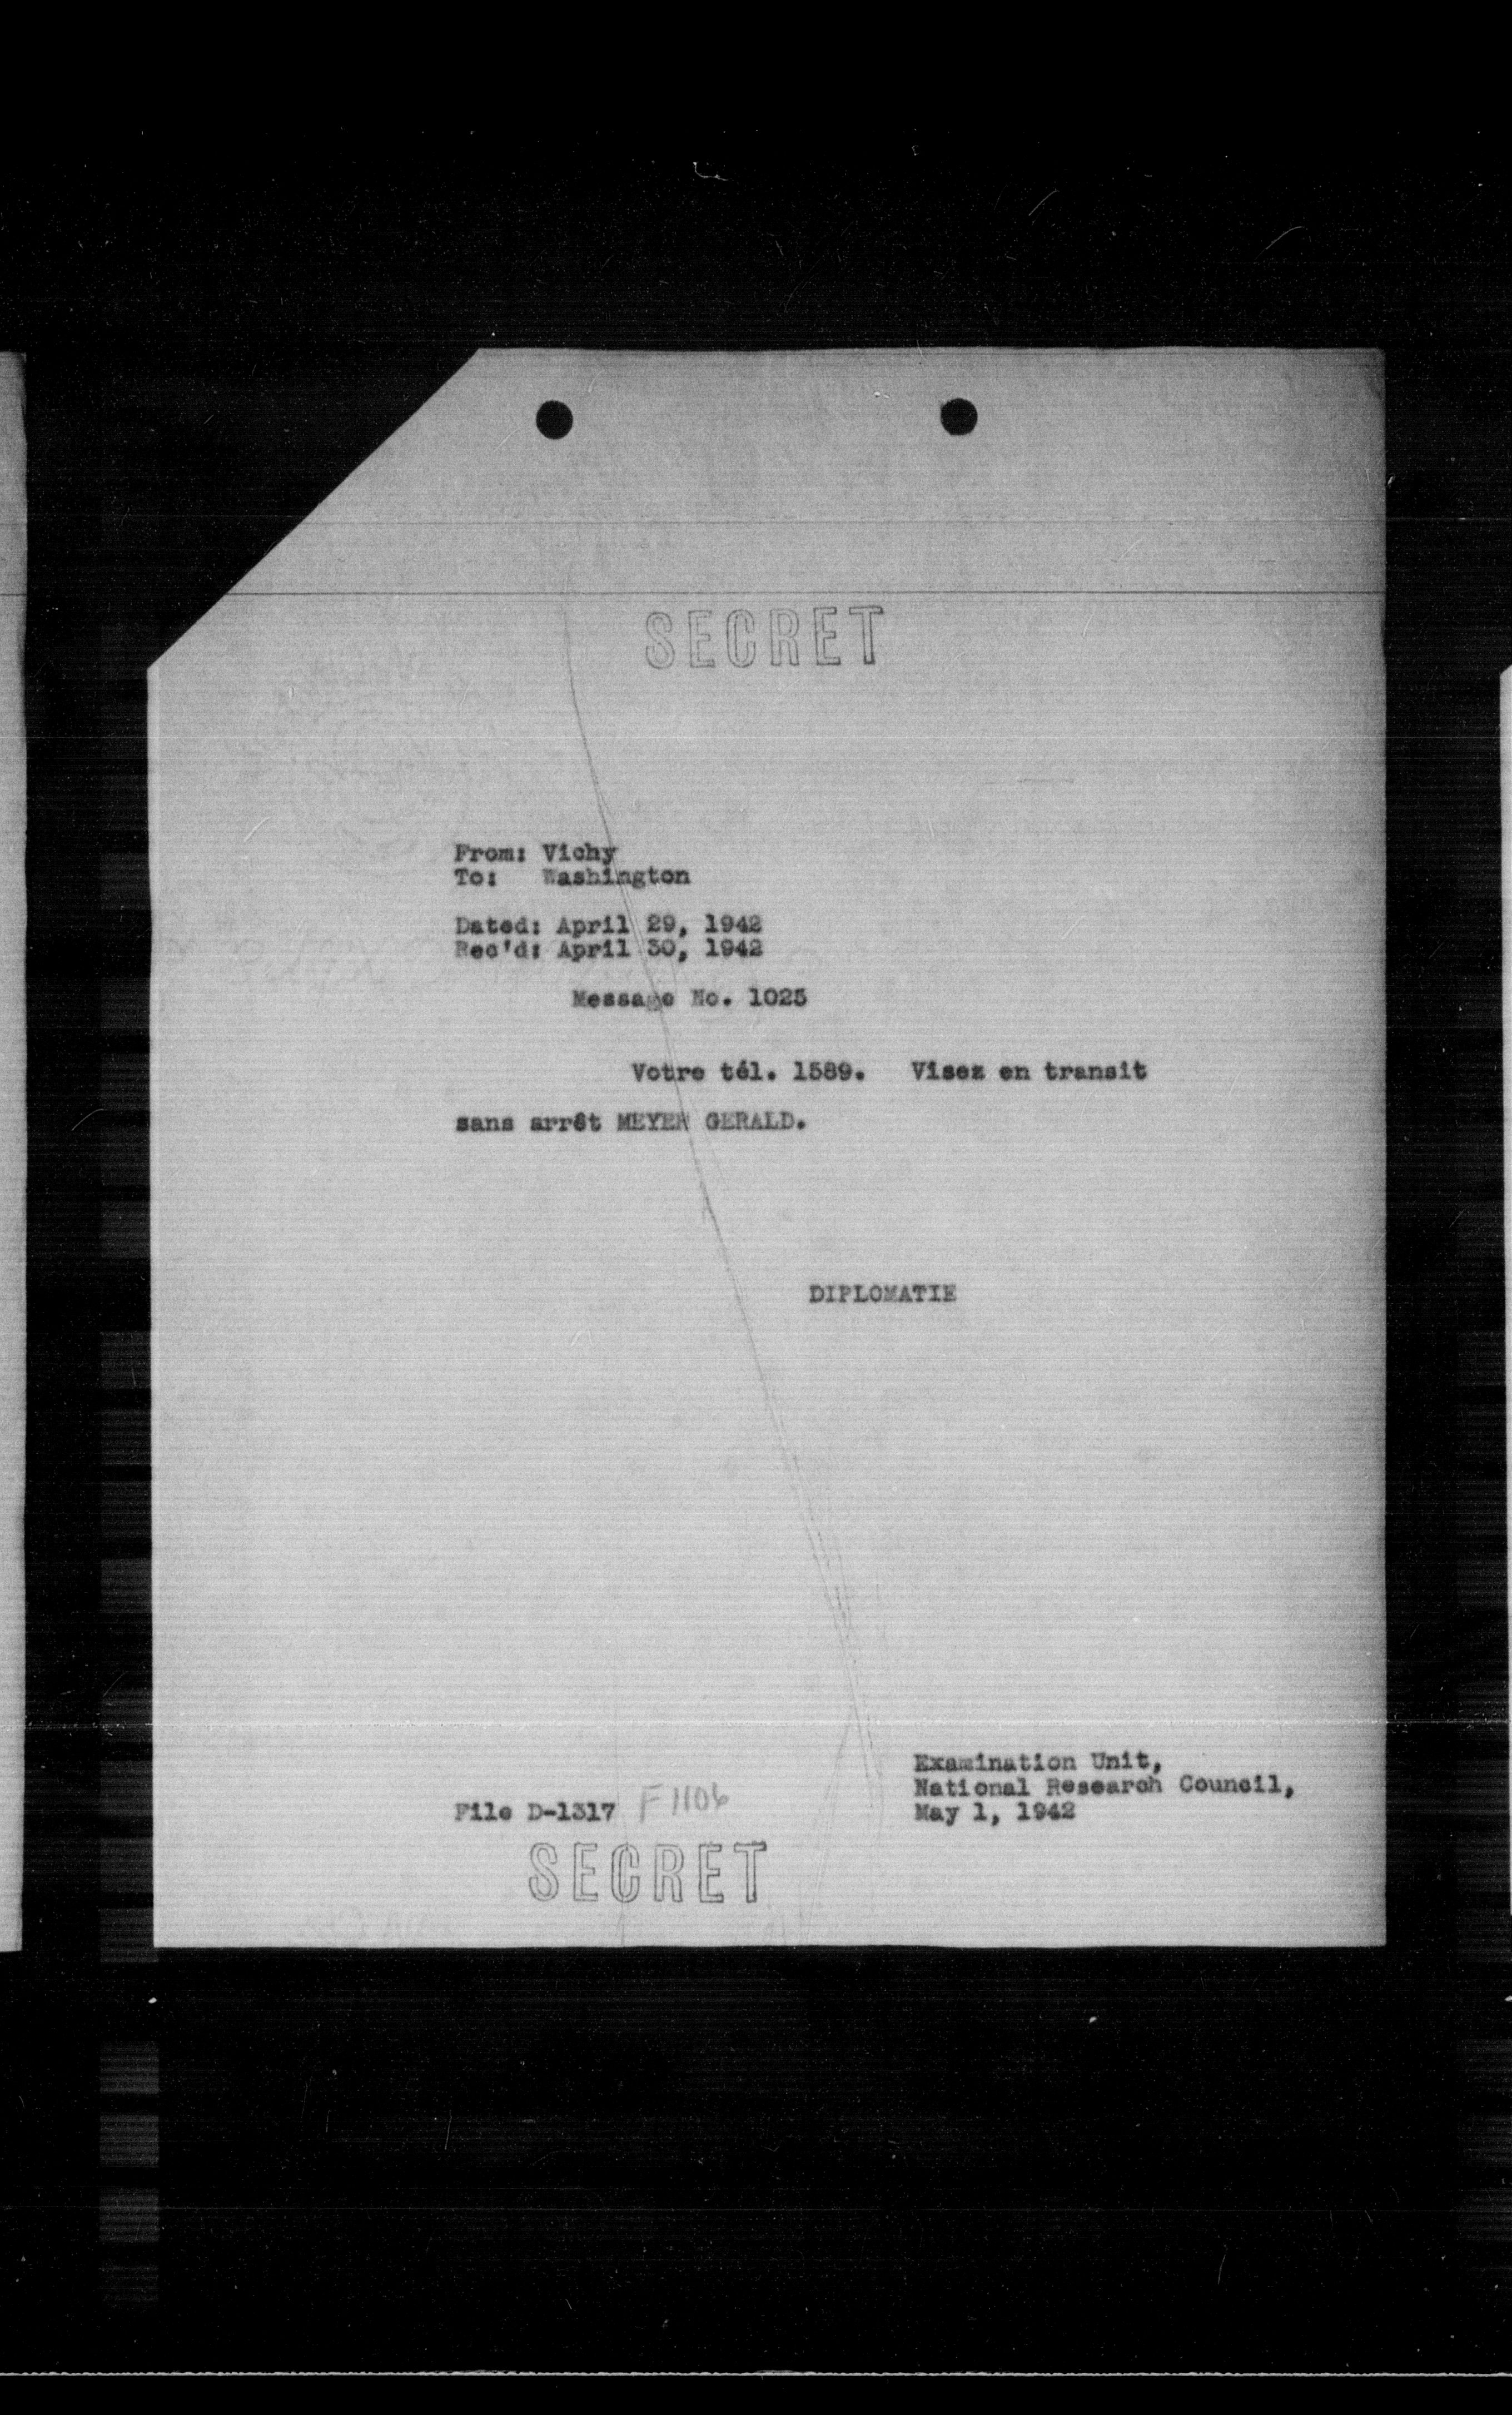 SECRET
From: Vichy
To: Washington
Dated: April 29, 1942
Rec'd: April 30, 1942
Message No. 1025
Votre tél. 1589. Visez en transit
sans arrêt MEYER GERALD.
DIPLOMATIE
Examination Unit,
National Research Council,
May 1, 1942
File D-1317 F1106
SECRET